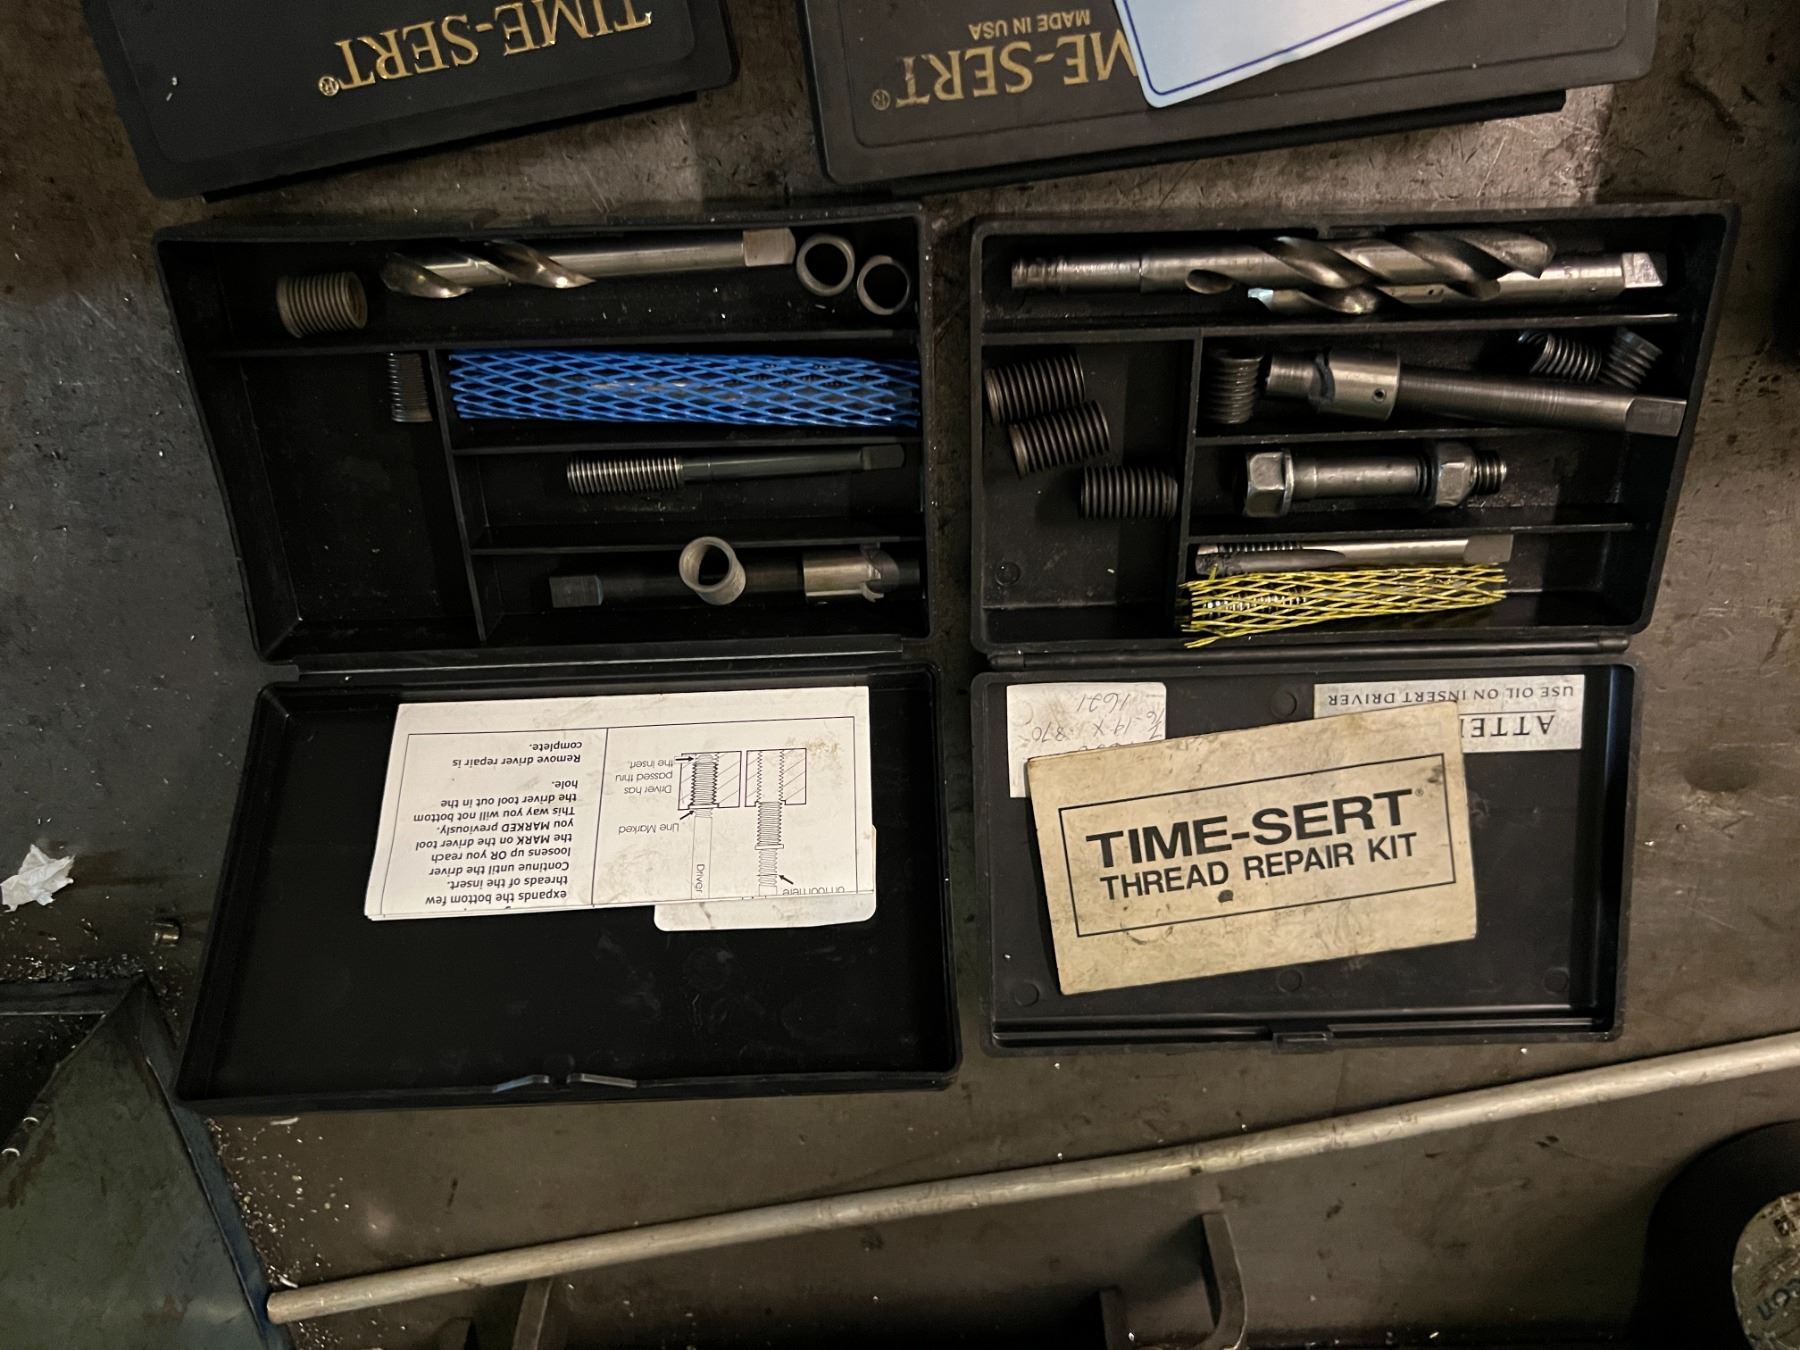 TIME-SERT®
TIME-SERT®
MADE IN USA
expands the bottom few
threads of the insert.
Continue until the driver
loosens up OR you reach
the MARK on the driver tool
you MARKED previously.
This way you will not bottom
the driver tool out in the
hole.
Remove driver repair is
complete.
Driver
Line Marked
Driver has
passed thru
the insert.
USE OIL ON INSERT DRIVER
1621
TIME-SERT®
THREAD REPAIR KIT